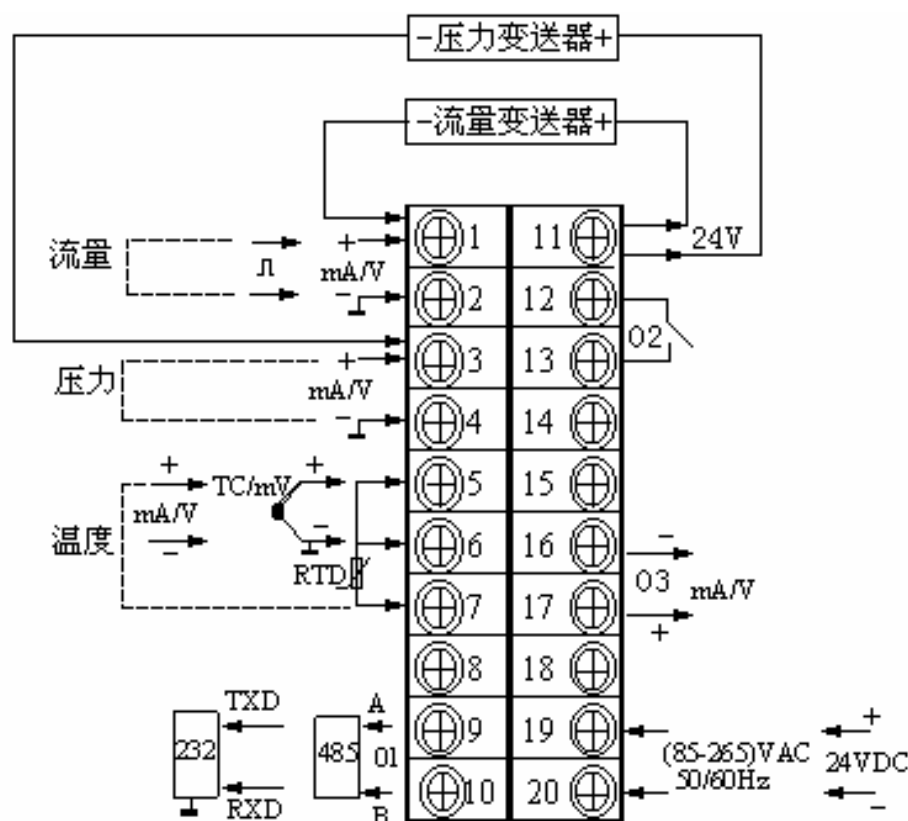 -压力变送器+
-流量变送器+
流量
+
mA/V
-
1
11
24V
2
12
O2
压力
+
mA/V
-
3
13
4
14
温度
+
mA/V
-
TC/mV
+
-
RTD
5
15
6
16
-
O3
mA/V
+
7
17
8
18
TXD
232
RXD
485
A
01
B
9
19
(85-265)VAC
50/60Hz
+
24VDC
-
10
20